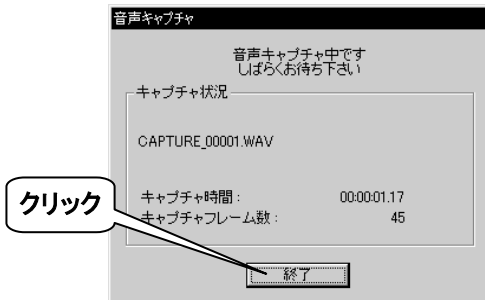 音声キャプチャ
音声キャプチャ中です
しばらくお待ち下さい
キャプチャ状況
CAPTURE_00001.WAV
キャプチャ時間： 00:00:01.17
キャプチャフレーム数： 45
クリック
終了